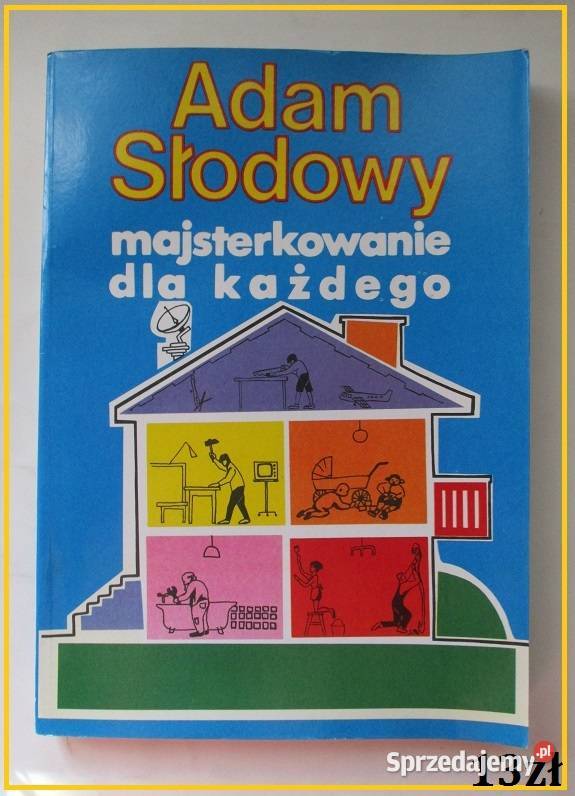 Adam
Słodowy
majsterkowanie
dla każdego
Sprzedajemy.pl
13zł